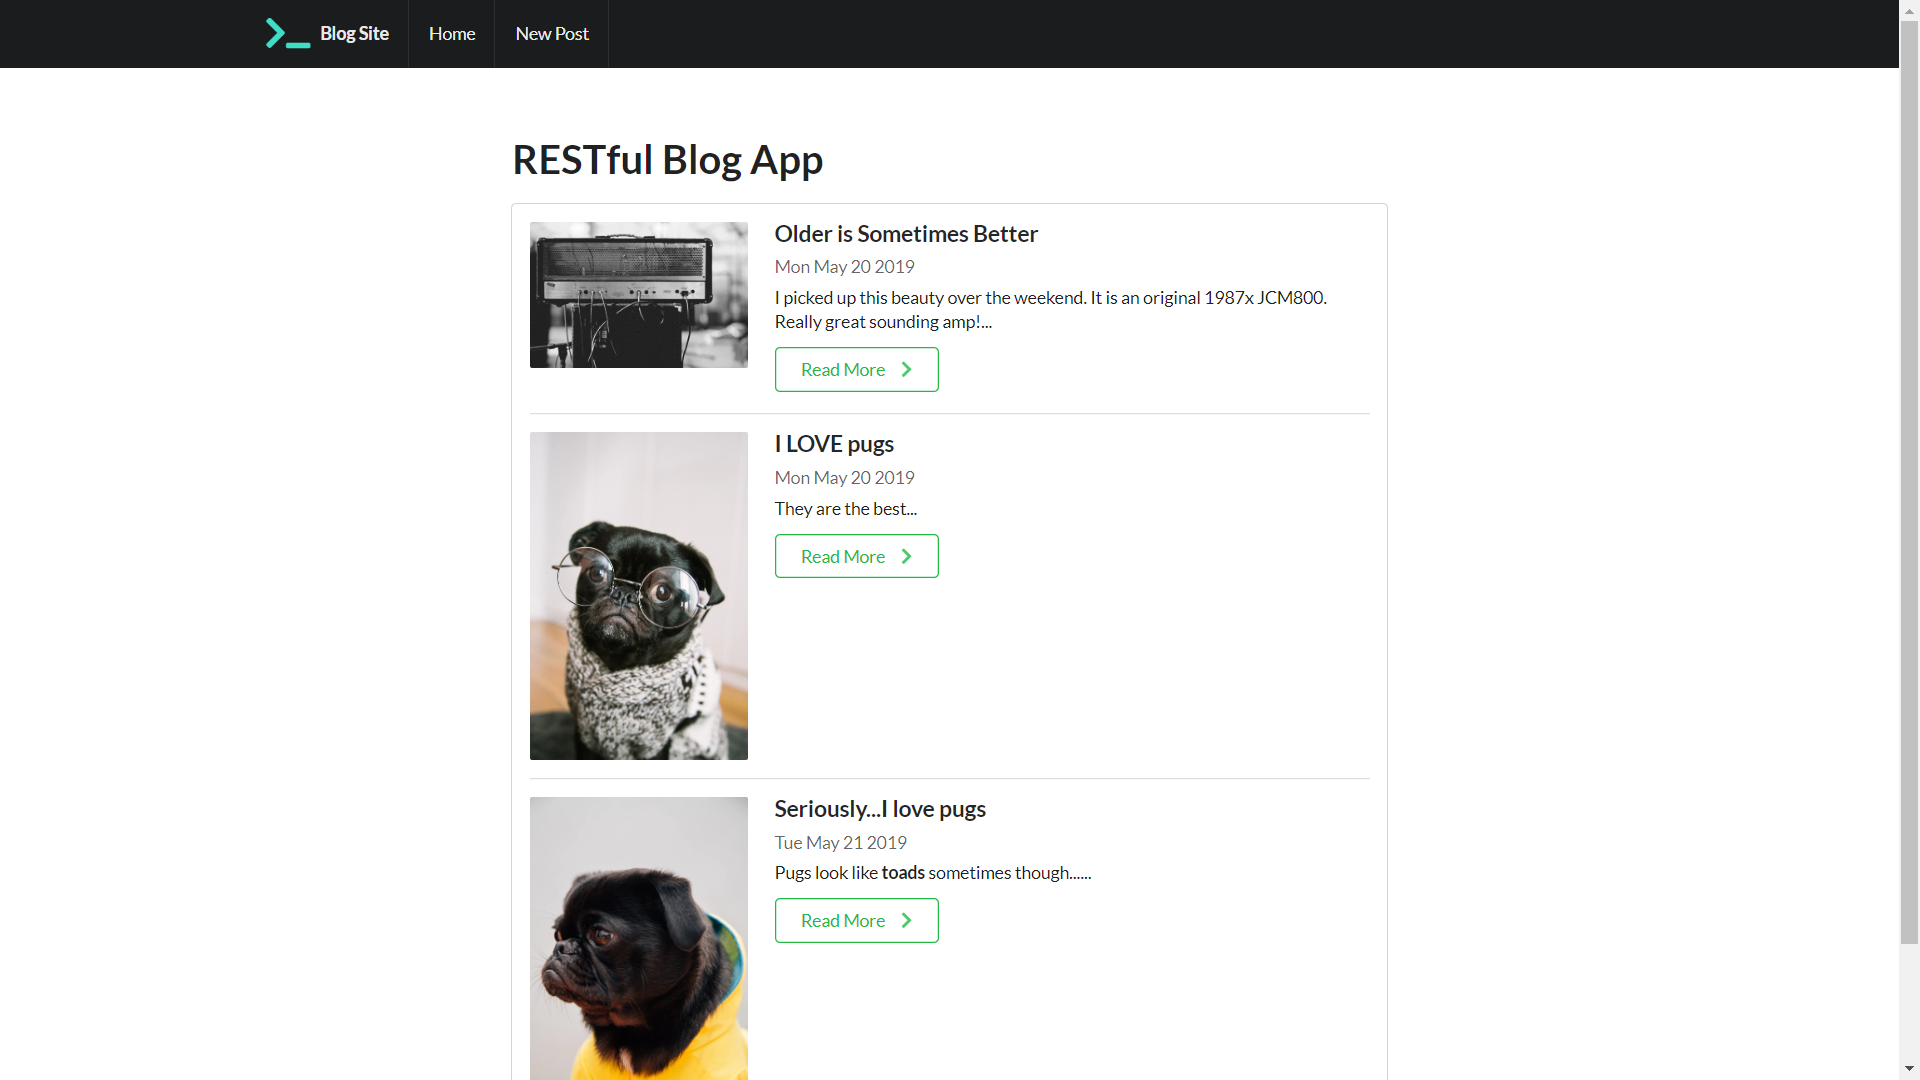 Blog Site
Home
New Post
RESTful Blog App
Older is Sometimes Better
Mon May 20 2019
I picked up this beauty over the weekend. It is an original 1987x JCM800.
Really great sounding amp!...
Read More
I LOVE pugs
Mon May 20 2019
They are the best...
Read More
Seriously...I love pugs
Tue May 21 2019
Pugs look like toads sometimes though......
Read More